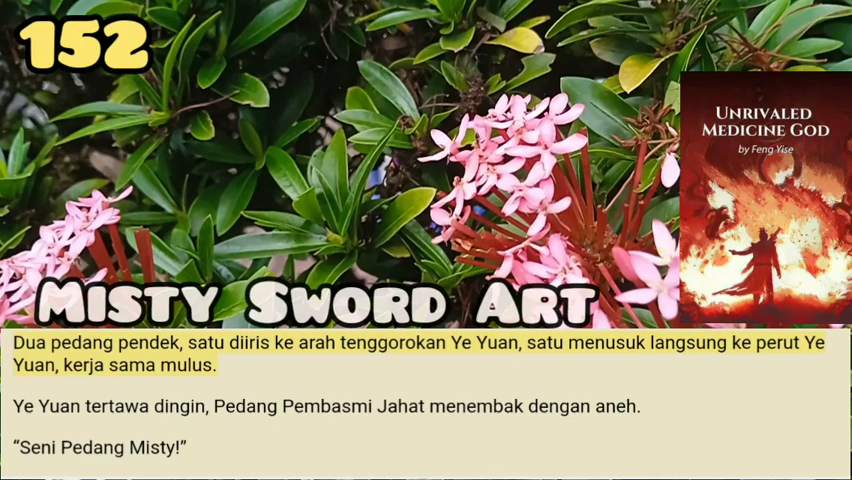 152
UNRIVALED
MEDICINE GOD
by Feng Yise
MISTY SWORD ART
Dua pedang pendek, satu diiris ke arah tenggorokan Ye Yuan, satu menusuk langsung ke perut Ye
Yuan, kerja sama mulus.
Ye Yuan tertawa dingin, Pedang Pembasmi Jahat menembak dengan aneh.
“Seni Pedang Misty!”